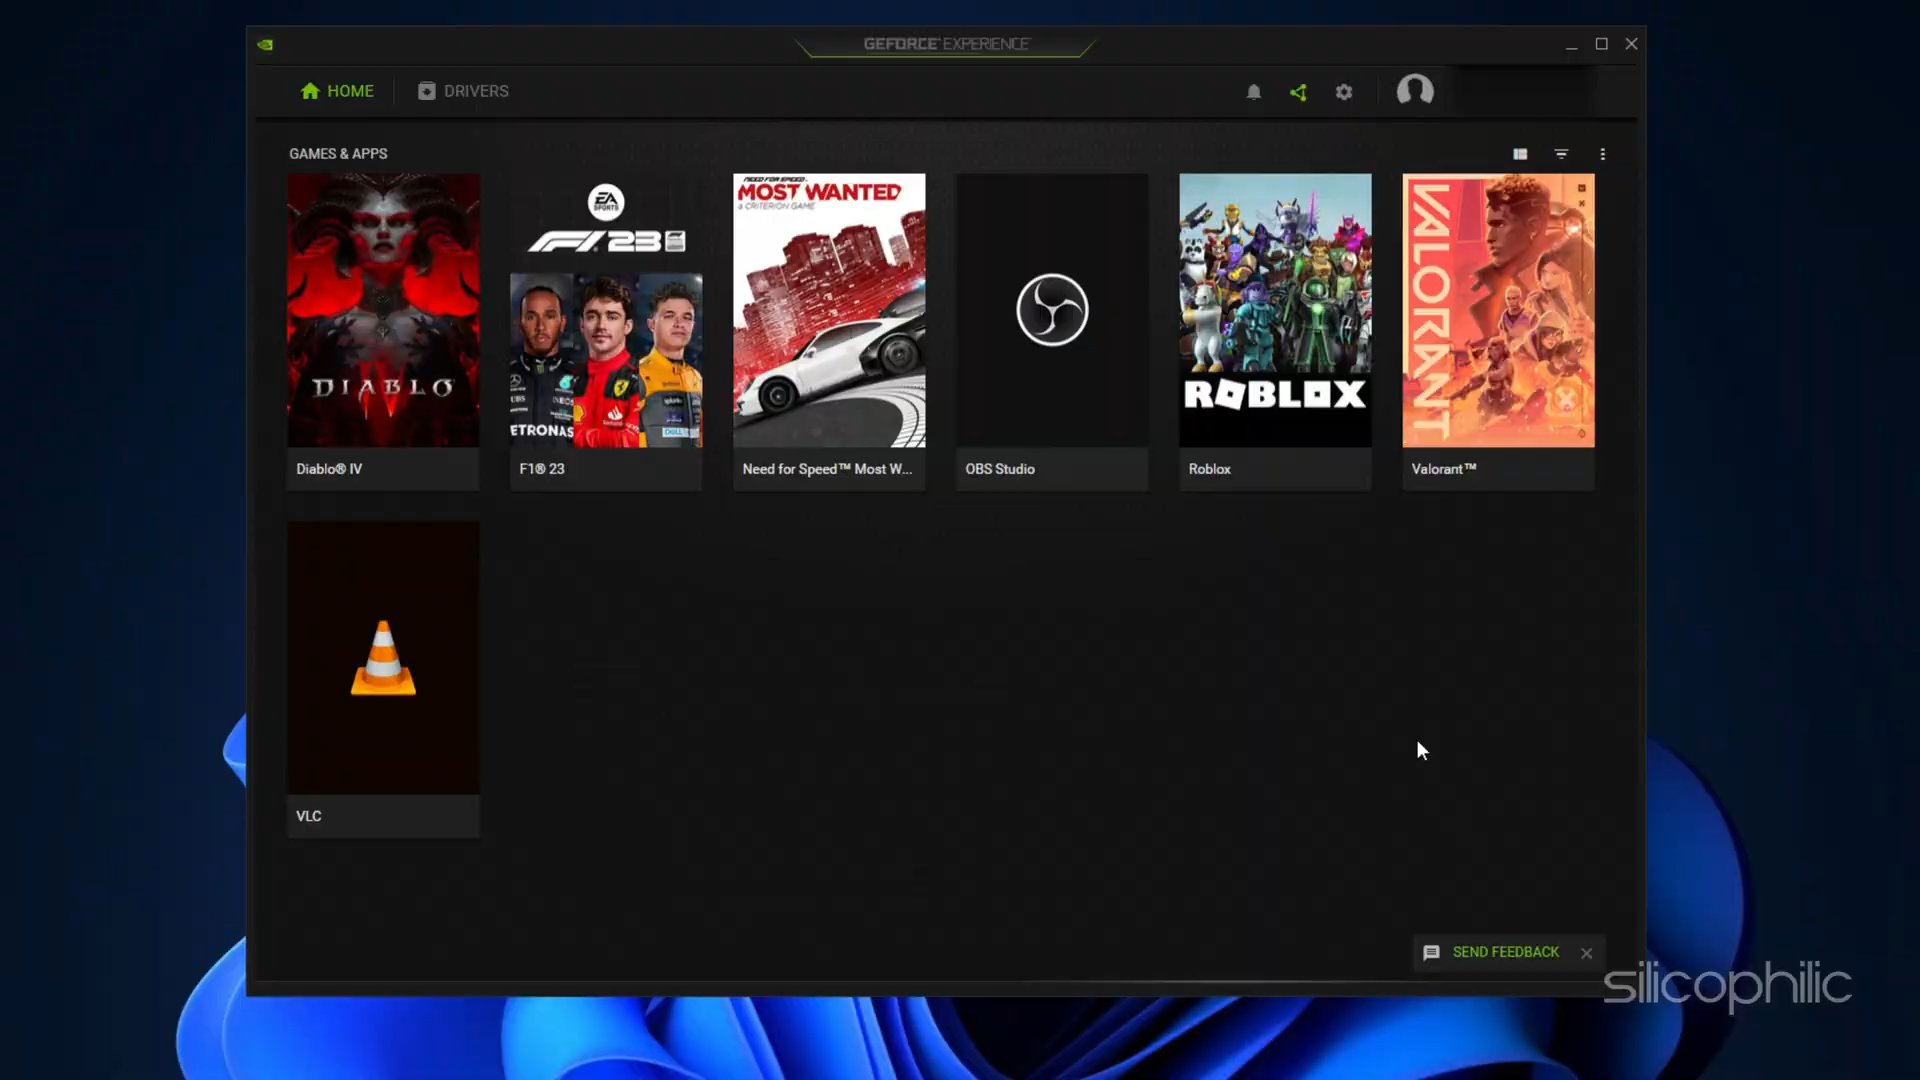 GEFORCE EXPERIENCE
HOME
DRIVERS
GAMES & APPS
DIABLO
IV
EA
SPORTS
F1 23
PETRONAS
NEED FOR SPEED
MOST WANTED
a CRITERION GAME
ROBLOX
VALORANT
Diablo® IV
F1® 23
Need for Speed™ Most W...
OBS Studio
Roblox
Valorant™
VLC
SEND FEEDBACK
silicophilic